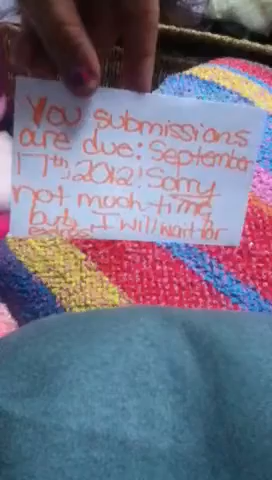 You submissions
are due: September
17th, 2012! Sorry
not much time,
but, I will wait for